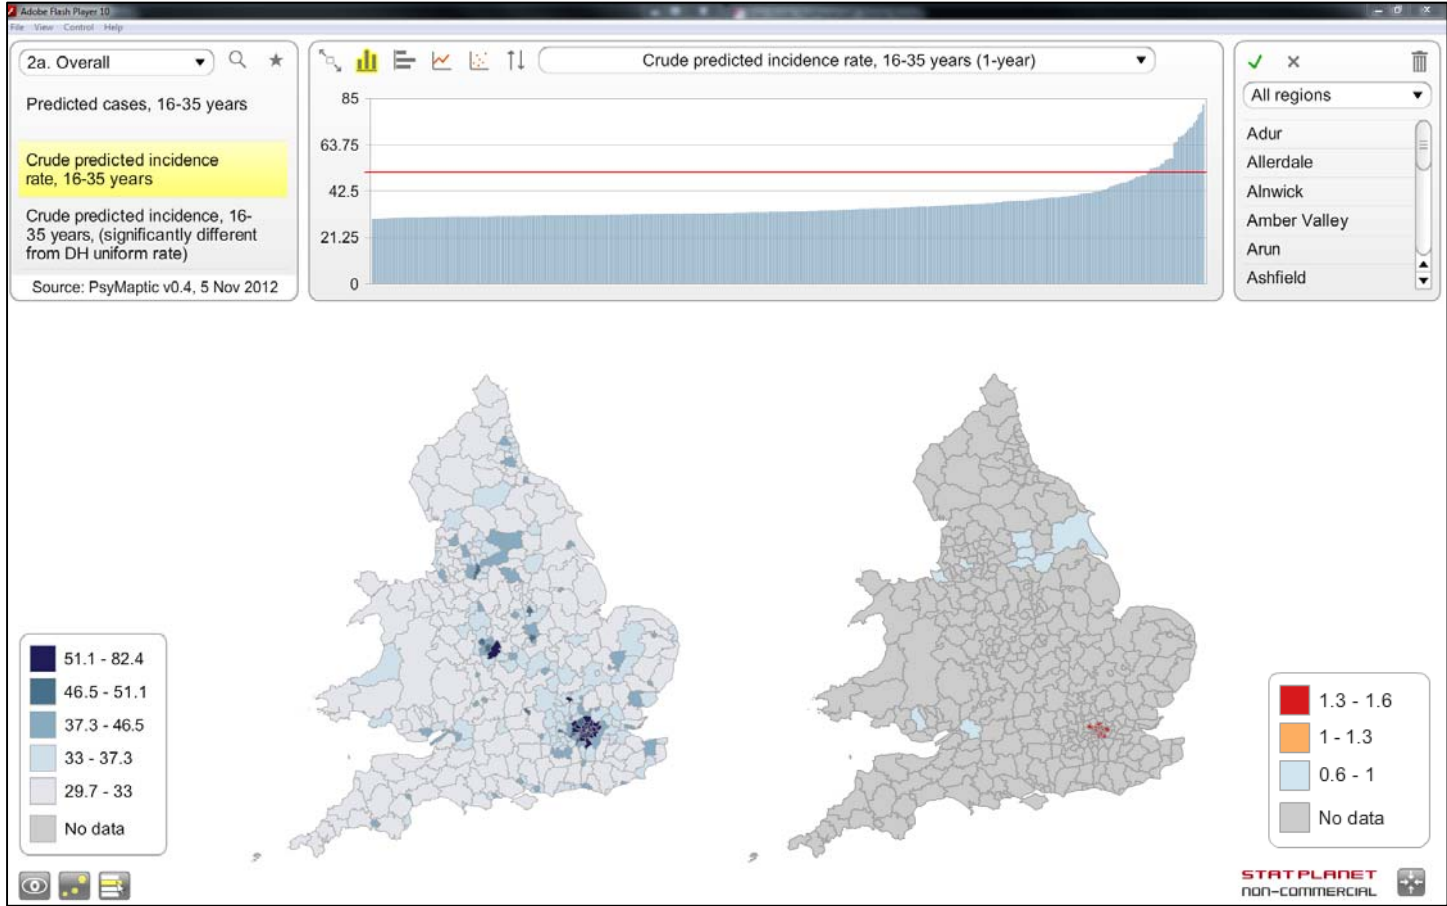 Adobe Flash Player 10
File View Control Help
2a. Overall
Predicted cases, 16-35 years
Crude predicted incidence
rate, 16-35 years
Crude predicted incidence, 16-
35 years, (significantly different
from DH uniform rate)
Source: PsyMaptic v0.4, 5 Nov 2012
Crude predicted incidence rate, 16-35 years (1-year)
85
63.75
42.5
21.25
0
All regions
Adur
Allerdale
Alnwick
Amber Valley
Arun
Ashfield
51.1 - 82.4
46.5 - 51.1
37.3 - 46.5
33 - 37.3
29.7 - 33
No data
1.3 - 1.6
1 - 1.3
0.6 - 1
No data
STAT PLANET
NON-COMMERCIAL